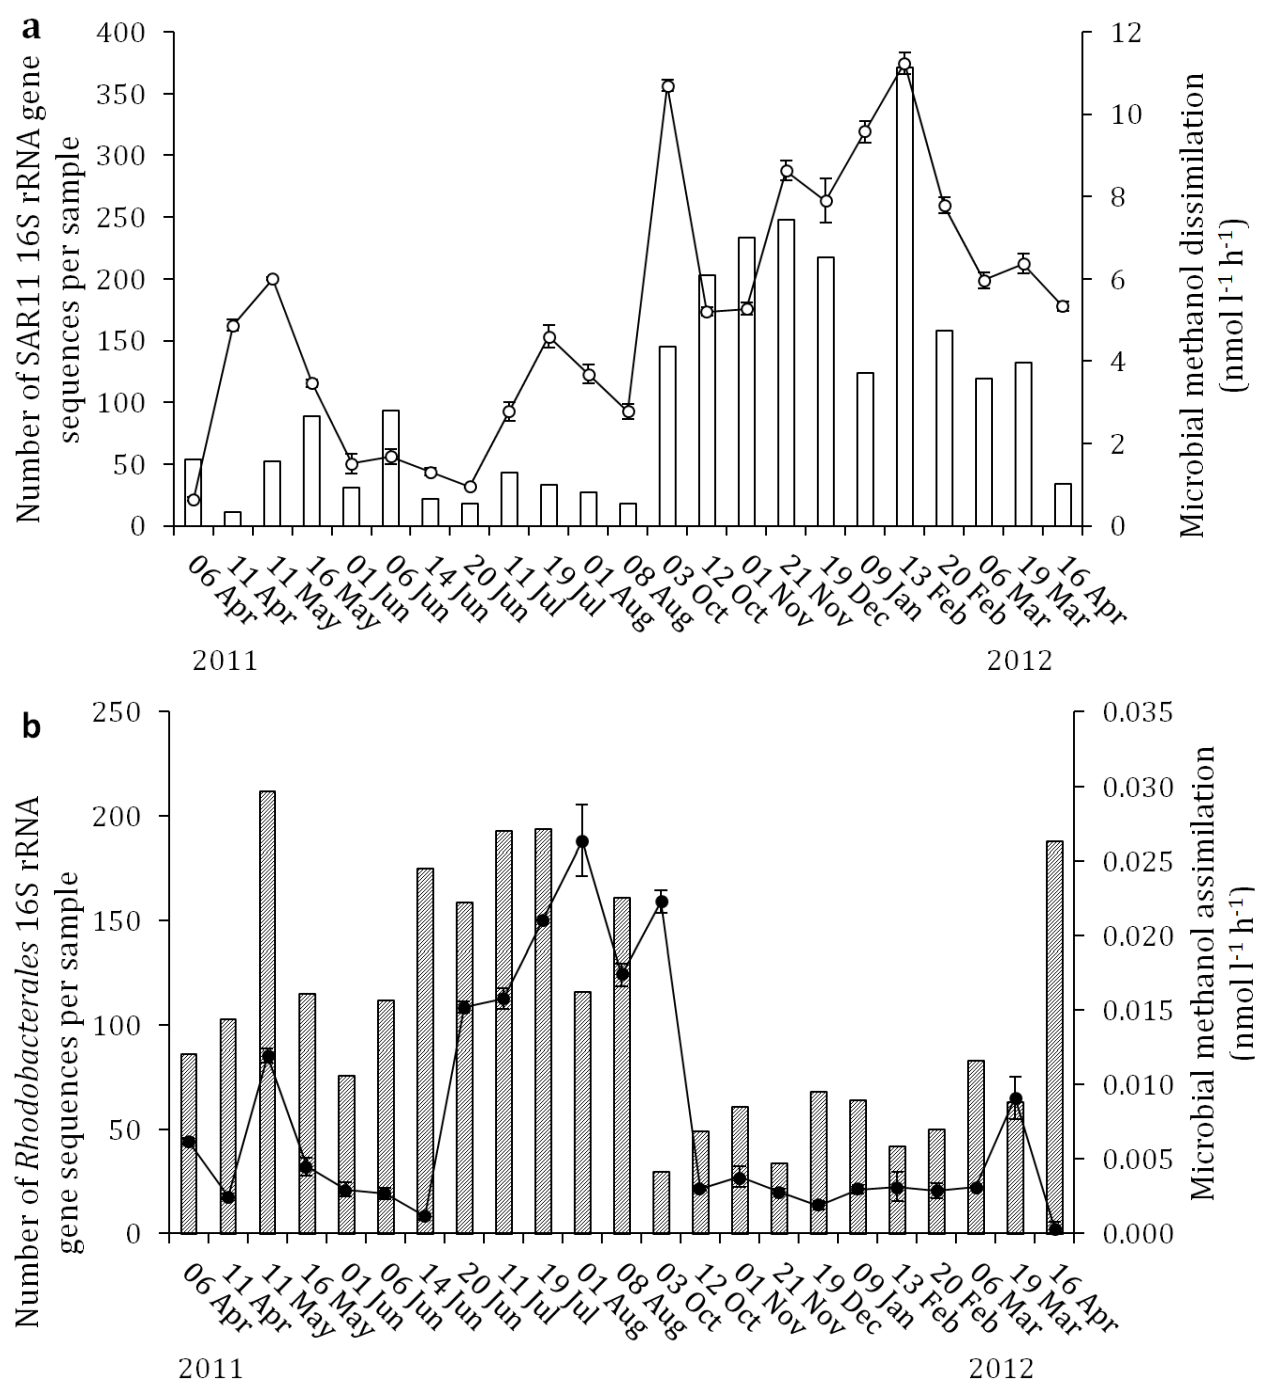 a
Number of SAR11 16S rRNA gene
sequences per sample
400
350
300
250
200
150
100
50
0
12
10
8
6
4
2
0
Microbial methanol dissimilation
(nmol l-1 h-1)
06 Apr
11 Apr
11 May
16 May
01 Jun
06 Jun
14 Jun
20 Jun
11 Jul
19 Jul
01 Aug
08 Aug
03 Oct
12 Oct
01 Nov
21 Nov
19 Dec
09 Jan
13 Feb
20 Feb
06 Mar
19 Mar
16 Apr
2011
2012
b
Number of Rhodobacterales 16S rRNA
gene sequences per sample
250
200
150
100
50
0
0.035
0.030
0.025
0.020
0.015
0.010
0.005
0.000
Microbial methanol assimilation
(nmol l-1 h-1)
06 Apr
11 Apr
11 May
16 May
01 Jun
06 Jun
14 Jun
20 Jun
11 Jul
19 Jul
01 Aug
08 Aug
03 Oct
12 Oct
01 Nov
21 Nov
19 Dec
09 Jan
13 Feb
20 Feb
06 Mar
19 Mar
16 Apr
2011
2012